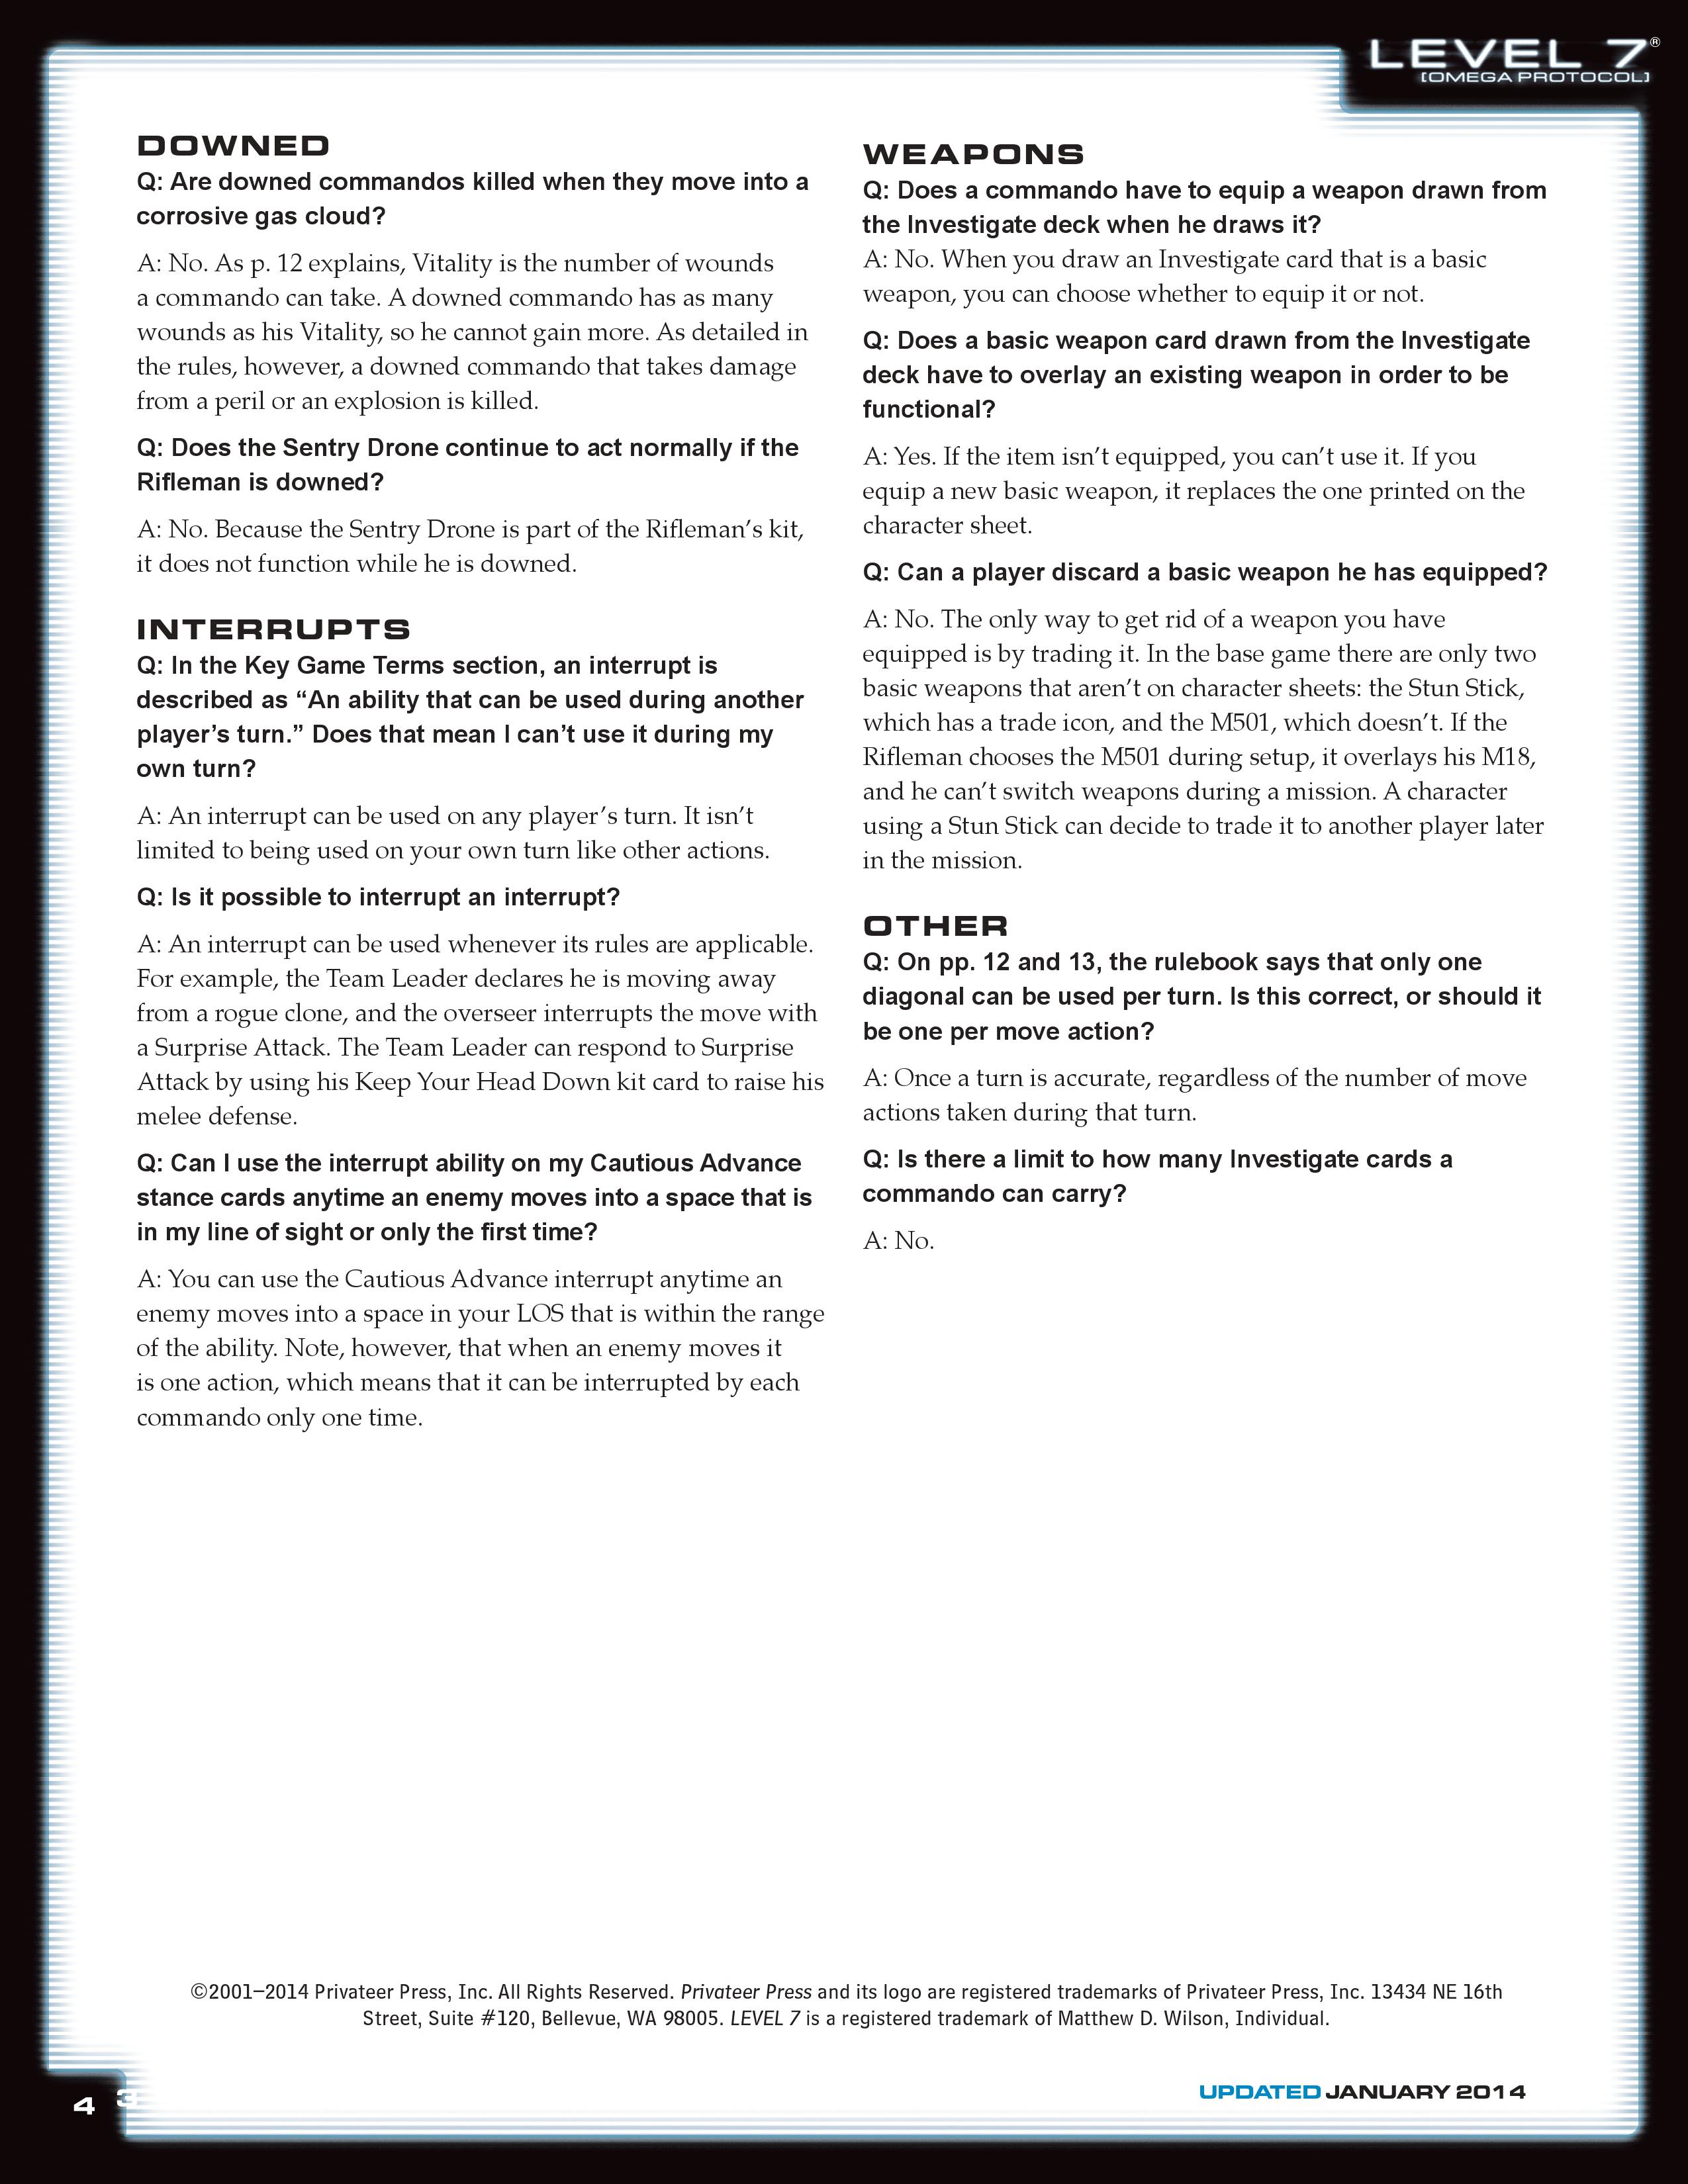 LEVEL 7®
[OMEGA PROTOCOL]
DOWNED
Q: Are downed commandos killed when they move into a
corrosive gas cloud?
A: No. As p. 12 explains, Vitality is the number of wounds
a commando can take. A downed commando has as many
wounds as his Vitality, so he cannot gain more. As detailed in
the rules, however, a downed commando that takes damage
from a peril or an explosion is killed.
Q: Does the Sentry Drone continue to act normally if the
Rifleman is downed?
A: No. Because the Sentry Drone is part of the Rifleman’s kit,
it does not function while he is downed.
INTERRUPTS
Q: In the Key Game Terms section, an interrupt is
described as “An ability that can be used during another
player’s turn.” Does that mean I can’t use it during my
own turn?
A: An interrupt can be used on any player’s turn. It isn’t
limited to being used on your own turn like other actions.
Q: Is it possible to interrupt an interrupt?
A: An interrupt can be used whenever its rules are applicable.
For example, the Team Leader declares he is moving away
from a rogue clone, and the overseer interrupts the move with
a Surprise Attack. The Team Leader can respond to Surprise
Attack by using his Keep Your Head Down kit card to raise his
melee defense.
Q: Can I use the interrupt ability on my Cautious Advance
stance cards anytime an enemy moves into a space that is
in my line of sight or only the first time?
A: You can use the Cautious Advance interrupt anytime an
enemy moves into a space in your LOS that is within the range
of the ability. Note, however, that when an enemy moves it
is one action, which means that it can be interrupted by each
commando only one time.
WEAPONS
Q: Does a commando have to equip a weapon drawn from
the Investigate deck when he draws it?
A: No. When you draw an Investigate card that is a basic
weapon, you can choose whether to equip it or not.
Q: Does a basic weapon card drawn from the Investigate
deck have to overlay an existing weapon in order to be
functional?
A: Yes. If the item isn’t equipped, you can’t use it. If you
equip a new basic weapon, it replaces the one printed on the
character sheet.
Q: Can a player discard a basic weapon he has equipped?
A: No. The only way to get rid of a weapon you have
equipped is by trading it. In the base game there are only two
basic weapons that aren’t on character sheets: the Stun Stick,
which has a trade icon, and the M501, which doesn’t. If the
Rifleman chooses the M501 during setup, it overlays his M18,
and he can’t switch weapons during a mission. A character
using a Stun Stick can decide to trade it to another player later
in the mission.
OTHER
Q: On pp. 12 and 13, the rulebook says that only one
diagonal can be used per turn. Is this correct, or should it
be one per move action?
A: Once a turn is accurate, regardless of the number of move
actions taken during that turn.
Q: Is there a limit to how many Investigate cards a
commando can carry?
A: No.
©2001–2014 Privateer Press, Inc. All Rights Reserved. Privateer Press and its logo are registered trademarks of Privateer Press, Inc. 13434 NE 16th
Street, Suite #120, Bellevue, WA 98005. LEVEL 7 is a registered trademark of Matthew D. Wilson, Individual.
4 3
UPDATED JANUARY 2014